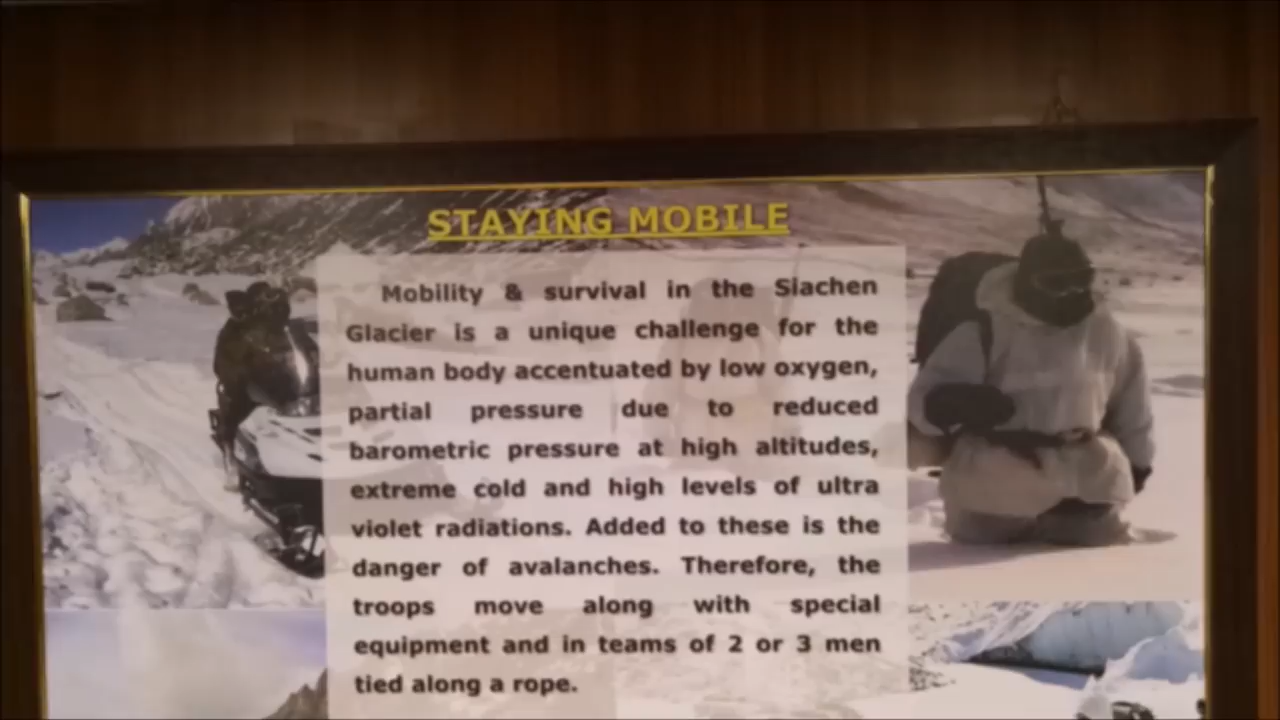 STAYING MOBILE
Mobility & survival in the Siachen
Glacier is a unique challenge for the
human body accentuated by low oxygen,
partial pressure due to reduced
barometric pressure at high altitudes,
extreme cold and high levels of ultra
violet radiations. Added to these is the
danger of avalanches. Therefore, the
troops move along with special
equipment and in teams of 2 or 3 men
tied along a rope.